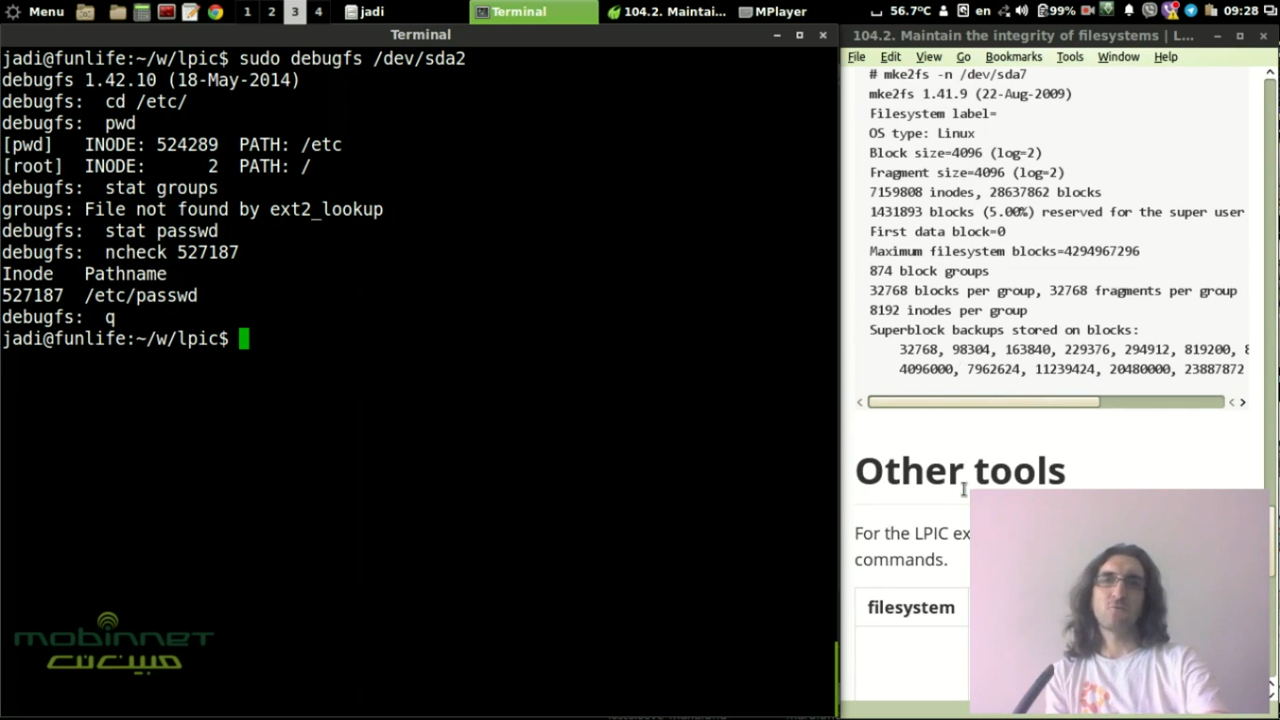 Menu 1 2 3 4 jadi Terminal 104.2. Maintai... MPlayer 56.7°C en 99% 09:28
Terminal
jadi@funlife:~/w/lpic$ sudo debugfs /dev/sda2
debugfs 1.42.10 (18-May-2014)
debugfs:  cd /etc/
debugfs:  pwd
[pwd]   INODE: 524289  PATH: /etc
[root]  INODE:      2  PATH: /
debugfs:  stat groups
groups: File not found by ext2_lookup
debugfs:  stat passwd
debugfs:  ncheck 527187
Inode   Pathname
527187  /etc/passwd
debugfs:  q
jadi@funlife:~/w/lpic$
mobinnet
مبین نت
104.2. Maintain the integrity of filesystems | L...
File Edit View Go Bookmarks Tools Window Help
# mke2fs -n /dev/sda7
mke2fs 1.41.9 (22-Aug-2009)
Filesystem label=
OS type: Linux
Block size=4096 (log=2)
Fragment size=4096 (log=2)
7159808 inodes, 28637862 blocks
1431893 blocks (5.00%) reserved for the super user
First data block=0
Maximum filesystem blocks=4294967296
874 block groups
32768 blocks per group, 32768 fragments per group
8192 inodes per group
Superblock backups stored on blocks:
32768, 98304, 163840, 229376, 294912, 819200, 8
4096000, 7962624, 11239424, 20480000, 23887872
Other tools
For the LPIC ex
commands.
filesystem